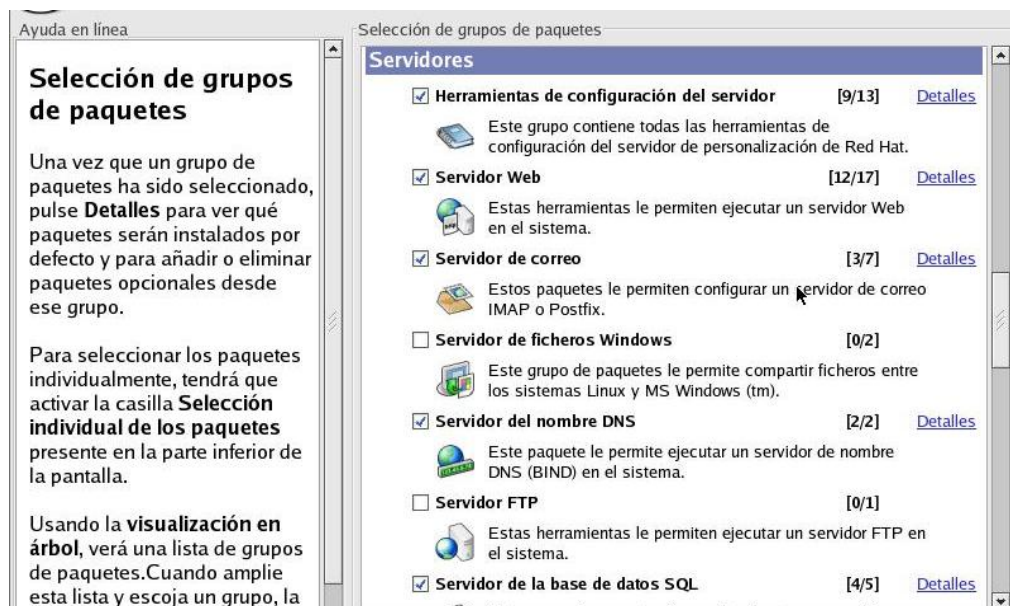 Ayuda en línea
Selección de grupos
de paquetes
Una vez que un grupo de
paquetes ha sido seleccionado,
pulse Detalles para ver qué
paquetes serán instalados por
defecto y para añadir o eliminar
paquetes opcionales desde
ese grupo.
Para seleccionar los paquetes
individualmente, tendrá que
activar la casilla Selección
individual de los paquetes
presente en la parte inferior de
la pantalla.
Usando la visualización en
árbol, verá una lista de grupos
de paquetes.Cuando amplie
esta lista y escoja un grupo, la
Selección de grupos de paquetes
Servidores
Herramientas de configuración del servidor [9/13] Detalles
Este grupo contiene todas las herramientas de
configuración del servidor de personalización de Red Hat.
Servidor Web [12/17] Detalles
Estas herramientas le permiten ejecutar un servidor Web
en el sistema.
Servidor de correo [3/7] Detalles
Estos paquetes le permiten configurar un servidor de correo
IMAP o Postfix.
Servidor de ficheros Windows [0/2]
Este grupo de paquetes le permite compartir ficheros entre
los sistemas Linux y MS Windows (tm).
Servidor del nombre DNS [2/2] Detalles
Este paquete le permite ejecutar un servidor de nombre
DNS (BIND) en el sistema.
Servidor FTP [0/1]
Estas herramientas le permiten ejecutar un servidor FTP en
el sistema.
Servidor de la base de datos SQL [4/5] Detalles